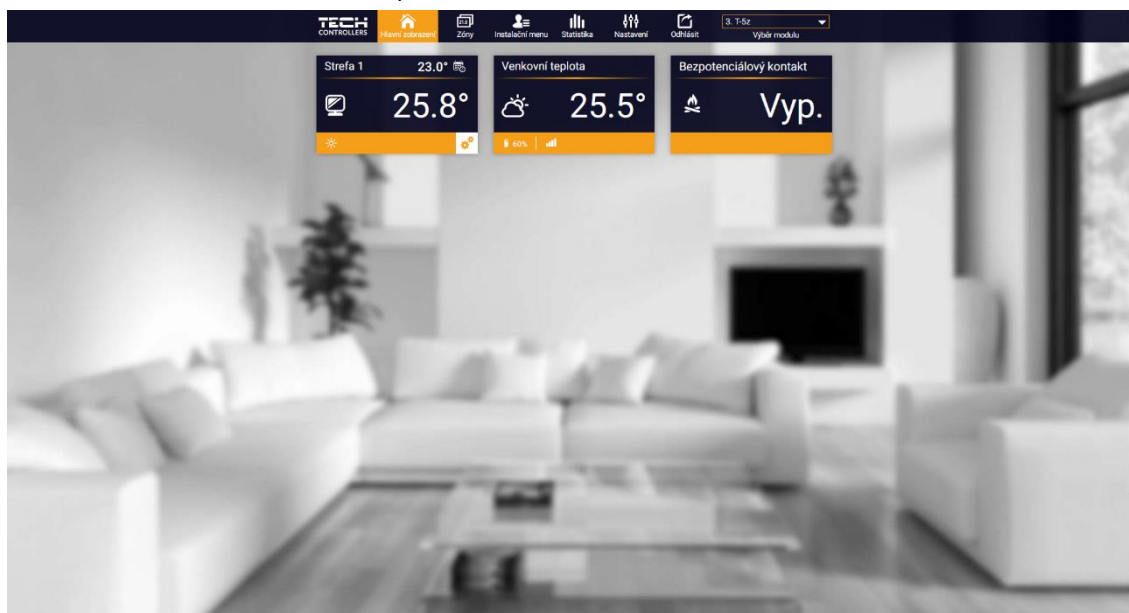 TECH
CONTROLLERS
Hlavní zobrazení
Zóny
Instalační menu
Statistika
Nastavení
Odhlásit
3. T-5z
Výběr modulu
Strefa 1 23.0°
25.8°
Venkovní teplota
25.5°
60%
Bezpotenciálový kontakt
Vyp.